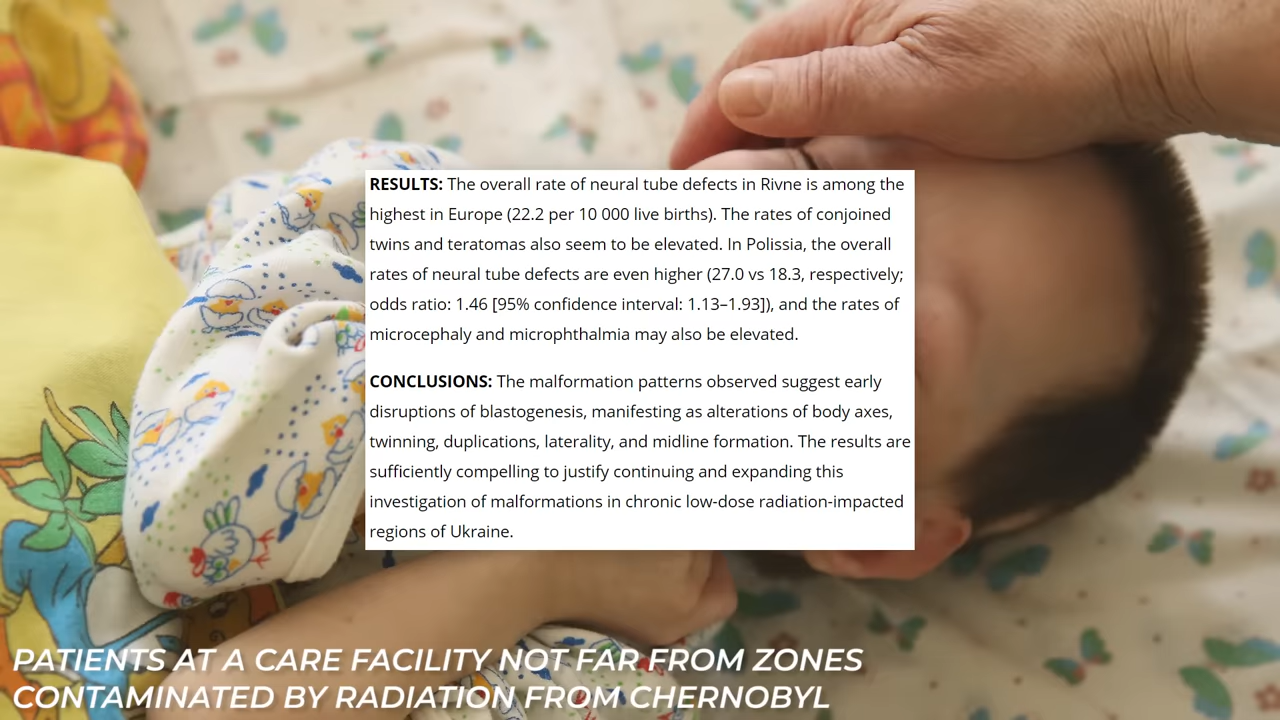 RESULTS: The overall rate of neural tube defects in Rivne is among the
highest in Europe (22.2 per 10 000 live births). The rates of conjoined
twins and teratomas also seem to be elevated. In Polissia, the overall
rates of neural tube defects are even higher (27.0 vs 18.3, respectively;
odds ratio: 1.46 [95% confidence interval: 1.13–1.93]), and the rates of
microcephaly and microphthalmia may also be elevated.
CONCLUSIONS: The malformation patterns observed suggest early
disruptions of blastogenesis, manifesting as alterations of body axes,
twinning, duplications, laterality, and midline formation. The results are
sufficiently compelling to justify continuing and expanding this
investigation of malformations in chronic low-dose radiation-impacted
regions of Ukraine.
PATIENTS AT A CARE FACILITY NOT FAR FROM ZONES
CONTAMINATED BY RADIATION FROM CHERNOBYL